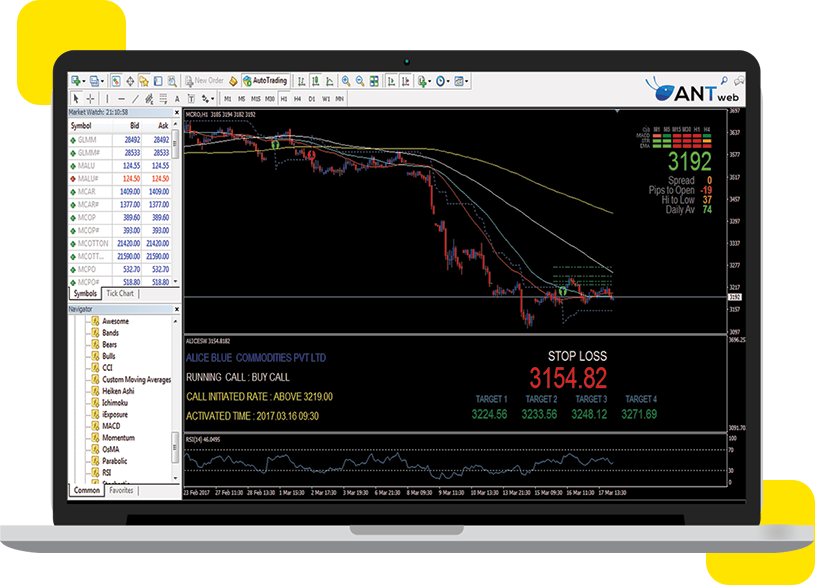 New Order
AutoTrading
A T
M1 M5 M15 M30 H1 H4 D1 W1 MN
ANT web
Market Watch: 21:10:58
Symbol Bid Ask
GLMM 28492 28492
GLMM# 28533 28533
MALU 124.55 124.55
MALU# 124.50 124.50
MCAR 1409.00 1409.00
MCAR# 1377.00 1377.00
MCOP 389.60 389.60
MCOP# 393.00 393.00
MCOTTON 21420.00 21420.00
MCOTT... 21590.00 21590.00
MCPO 532.70 532.70
MCPO# 518.80 518.80
Symbols Tick Chart
Navigator
Awesome
Bands
Bears
Bulls
CCI
Custom Moving Averages
Heiken Ashi
Ichimoku
iExposure
MACD
Momentum
OsMA
Parabolic
RSI
Common Favorites
MCRO,H1 3185 3194 3182 3192
M1 M5 M15 M30 H1 H4
MACD
STR
EMA
3192
Spread 0
Pips to Open -19
Hi to Low 37
Daily Av 74
3697
3637
3577
3517
3457
3397
3337
3277
3217
3192
3157
3097
ALICESW 3154.8182
ALICE BLUE COMMODITIES PVT LTD
RUNNING CALL : BUY CALL
CALL INITIATED RATE : ABOVE 3219.00
ACTIVATED TIME : 2017.03.16 09:30
STOP LOSS
3154.82
TARGET 1 TARGET 2 TARGET 3 TARGET 4
3224.56 3233.56 3248.12 3271.69
3696.25
3091.70
RSI(14) 46.0495
100
70
30
0
23 Feb 2017 27 Feb 11:30 28 Feb 13:30 1 Mar 15:30 2 Mar 17:30 3 Mar 19:30 6 Mar 21:30 8 Mar 09:30 9 Mar 11:30 10 Mar 13:30 13 Mar 21:30 15 Mar 09:30 16 Mar 11:30 17 Mar 13:30